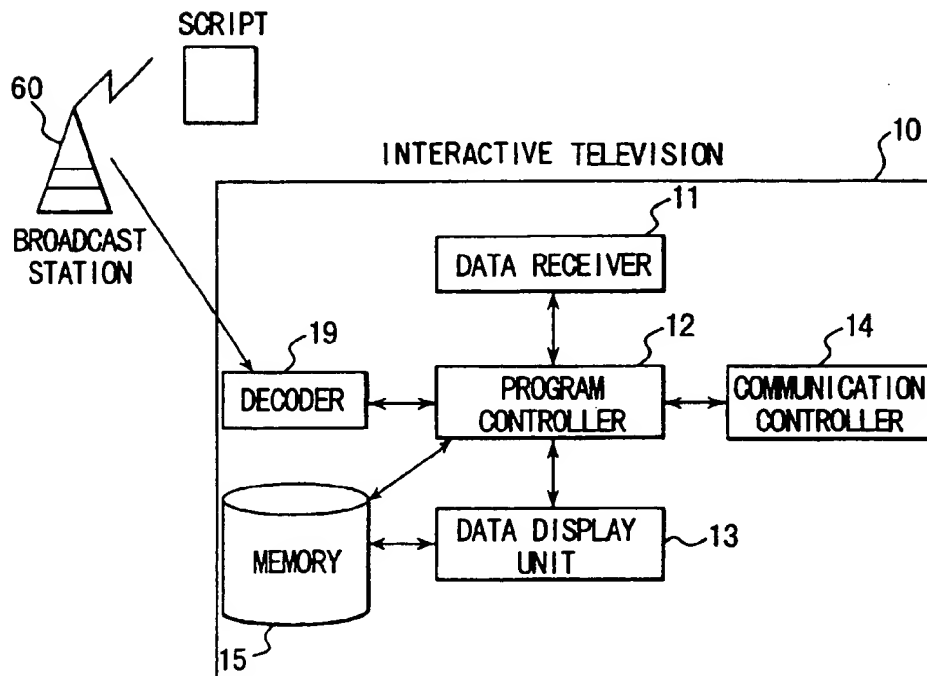 SCRIPT
60
BROADCAST
STATION
INTERACTIVE TELEVISION
10
11
DATA RECEIVER
19
DECODER
12
PROGRAM
CONTROLLER
14
COMMUNICATION
CONTROLLER
MEMORY
15
DATA DISPLAY
UNIT
13